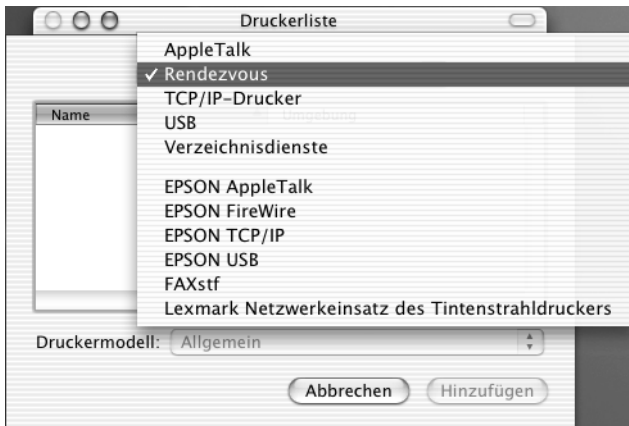 Druckerliste
AppleTalk
✓ Rendezvous
TCP/IP-Drucker
Name
Umgebung
USB
Verzeichnisdienste
EPSON AppleTalk
EPSON FireWire
EPSON TCP/IP
EPSON USB
FAXstf
Lexmark Netzwerkeinsatz des Tintenstrahldruckers
Druckermodell: Allgemein
Abbrechen Hinzufügen